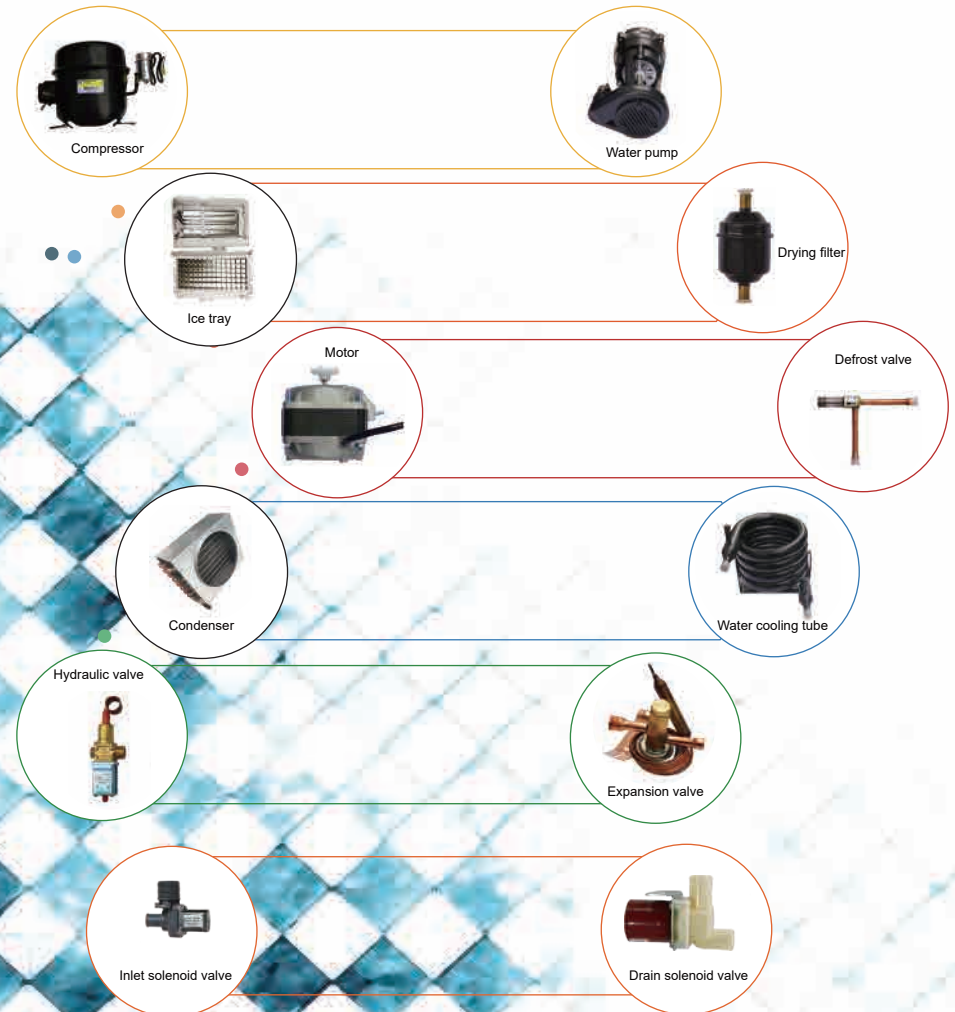 Compressor
Water pump
Ice tray
Drying filter
Motor
Defrost valve
Condenser
Water cooling tube
Hydraulic valve
Expansion valve
Inlet solenoid valve
Drain solenoid valve